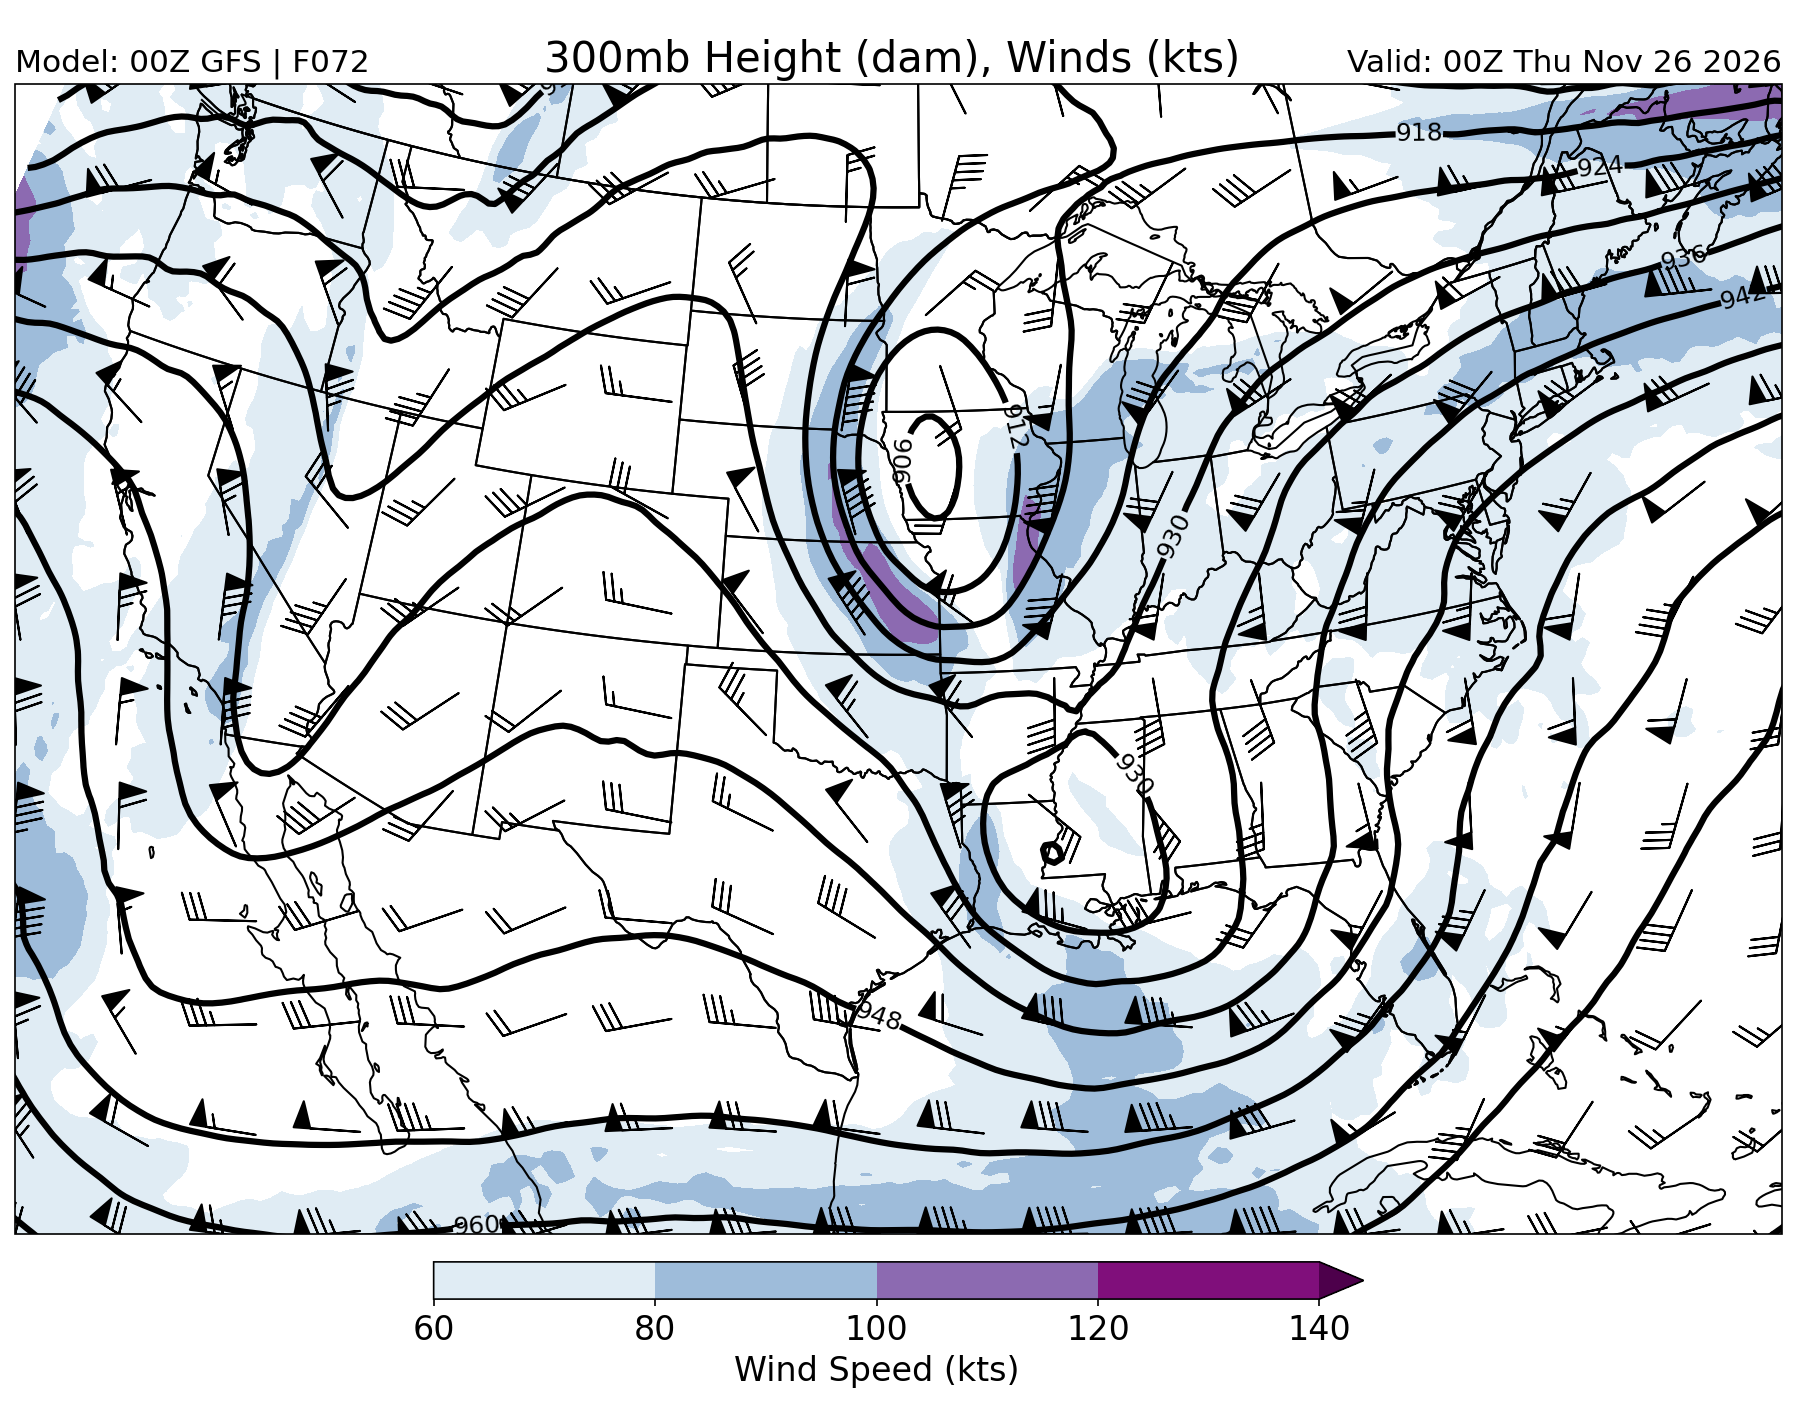 Model: 00Z GFS | F072
300mb Height (dam), Winds (kts)
Valid: 00Z Thu Nov 26 2026
918
924
936
942
912
906
930
930
948
960
60 80 100 120 140
Wind Speed (kts)